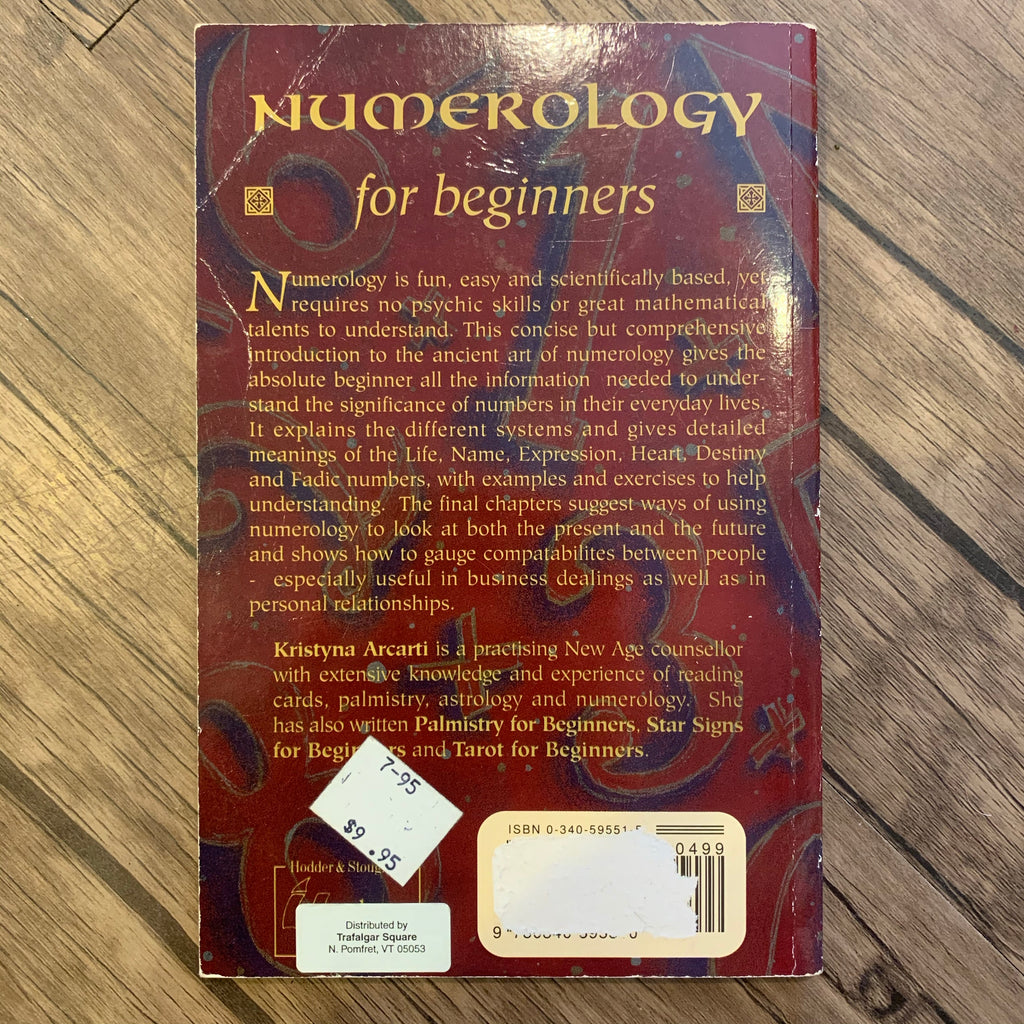 NUMEROLOGY
for beginners
Numerology is fun, easy and scientifically based, yet
requires no psychic skills or great mathematical
talents to understand. This concise but comprehensive
introduction to the ancient art of numerology gives the
absolute beginner all the information needed to under-
stand the significance of numbers in their everyday lives.
It explains the different systems and gives detailed
meanings of the Life, Name, Expression, Heart, Destiny
and Fadic numbers, with examples and exercises to help
understanding. The final chapters suggest ways of using
numerology to look at both the present and the future
and shows how to gauge compatabilites between people
- especially useful in business dealings as well as in
personal relationships.
Kristyna Arcarti is a practising New Age counsellor
with extensive knowledge and experience of reading
cards, palmistry, astrology and numerology. She
has also written Palmistry for Beginners, Star Signs
for and Tarot for Beginners.
7-95
$9.95
Hodder &
Distributed by
Trafalgar Square
N. Pomfret, VT 05053
ISBN 0-340-59551-5
00499
9